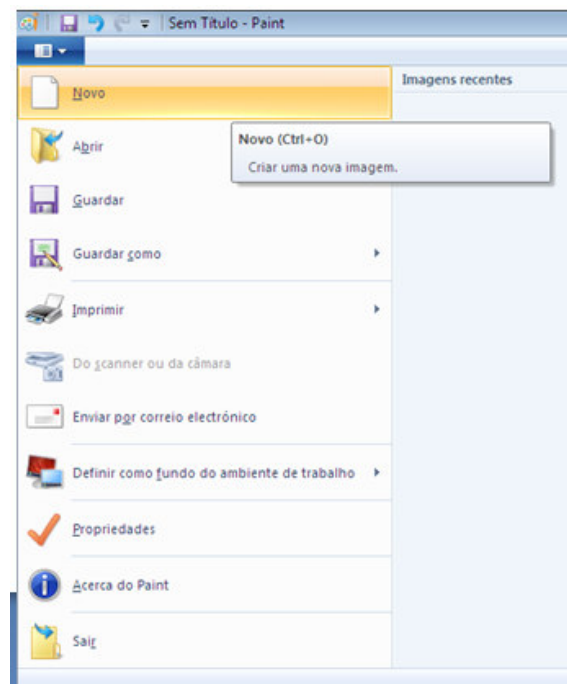 Sem Título - Paint
Novo
Imagens recentes
Novo (Ctrl+O)
Criar uma nova imagem.
Abrir
Guardar
Guardar como
Imprimir
Do scanner ou da câmara
Enviar por correio electrónico
Definir como fundo do ambiente de trabalho
Propriedades
Acerca do Paint
Sair